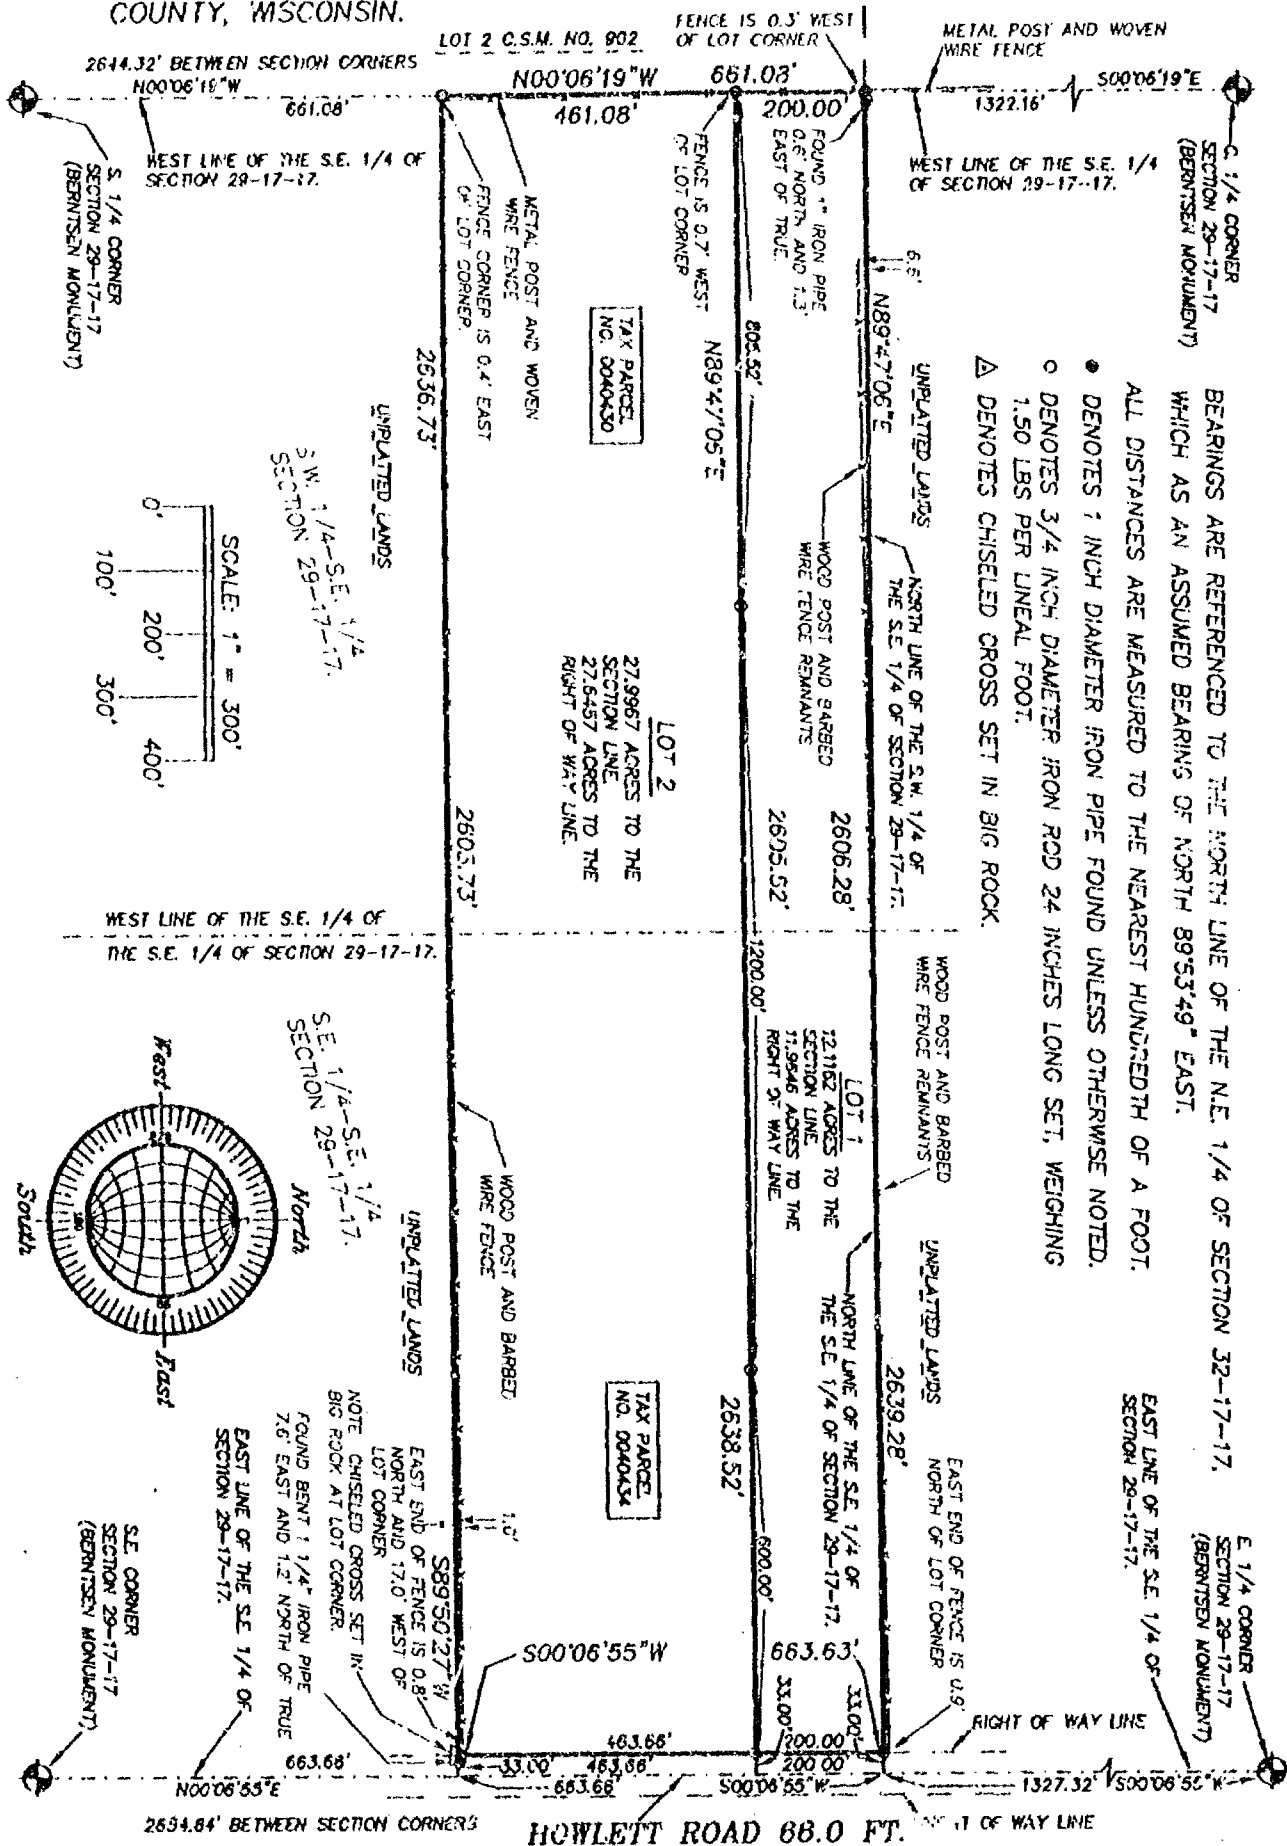 COUNTY, WISCONSIN.
LOT 2 C.S.M. NO. 902
FENCE IS 0.3' WEST
OF LOT CORNER
METAL POST AND WOVEN
WIRE FENCE
2644.32' BETWEEN SECTION CORNERS
N00°06'19"W
661.08'
N00°06'19"W
661.08'
461.08'
200.00'
1322.16'
S00°06'19"E
WEST LINE OF THE S.E. 1/4 OF
SECTION 29-17-17.
WEST LINE OF THE S.E. 1/4
OF SECTION 29-17-17.
S. 1/4 CORNER
SECTION 29-17-17
(BERNTSEN MONUMENT)
C. 1/4 CORNER
SECTION 29-17-17
(BERNTSEN MONUMENT)
BEARINGS ARE REFERENCED TO THE NORTH LINE OF THE N.E. 1/4 OF SECTION 32-17-17.
WHICH AS AN ASSUMED BEARING OF NORTH 89°53'49" EAST.
ALL DISTANCES ARE MEASURED TO THE NEAREST HUNDREDTH OF A FOOT.
DENOTES 1 INCH DIAMETER IRON PIPE FOUND UNLESS OTHERWISE NOTED.
DENOTES 3/4 INCH DIAMETER IRON ROD 24 INCHES LONG SET, WEIGHING
1.50 LBS PER LINEAL FOOT.
DENOTES CHISELED CROSS SET IN BIG ROCK.
FOUND 1" IRON PIPE
0.6' NORTH AND 1.3'
EAST OF TRUE.
FENCE IS 0.7' WEST
OF LOT CORNER
METAL POST AND WOVEN
WIRE FENCE
FENCE CORNER IS 0.4' EAST
OF LOT CORNER.
N89°47'06"E
UNPLATTED LANDS
NORTH LINE OF THE S.W. 1/4 OF
THE S.E. 1/4 OF SECTION 29-17-17.
WOOD POST AND BARBED
WIRE FENCE REMNANTS
2606.28'
805.52'
N89°47'05"E
2605.52'
TAX PARCEL
NO. 0040430
LOT 2
27.9967 ACRES TO THE
SECTION LINE.
27.6457 ACRES TO THE
RIGHT OF WAY LINE.
2636.73'
2603.73'
UNPLATTED LANDS
S.W. 1/4-S.E. 1/4
SECTION 29-17-17.
SCALE: 1" = 300'
0'
100'
200'
300'
400'
WEST LINE OF THE S.E. 1/4 OF
THE S.E. 1/4 OF SECTION 29-17-17.
WOOD POST AND BARBED
WIRE FENCE REMNANTS
UNPLATTED LANDS
1200.00'
LOT 1
12.1162 ACRES TO THE
SECTION LINE.
11.9646 ACRES TO THE
RIGHT OF WAY LINE
NORTH LINE OF THE S.E. 1/4 OF
THE S.E. 1/4 OF SECTION 29-17-17.
2639.28'
2638.52'
600.00'
TAX PARCEL
NO. 0040434
S.E. 1/4-S.E. 1/4
SECTION 29-17-17.
WOOD POST AND BARBED
WIRE FENCE
UNPLATTED LANDS
North
West
East
South
1.0'
S89°50'27"W
EAST END OF FENCE IS 0.8'
NORTH AND 17.0' WEST OF
LOT CORNER
NOTE CHISELED CROSS SET IN
BIG ROCK AT LOT CORNER.
FOUND BENT 1 1/4" IRON PIPE
7.6' EAST AND 1.2' NORTH OF TRUE
EAST LINE OF THE S.E. 1/4 OF
SECTION 29-17-17.
S.E. CORNER
SECTION 29-17-17
(BERNTSEN MONUMENT)
EAST END OF FENCE IS 0.9'
NORTH OF LOT CORNER
EAST LINE OF THE S.E. 1/4 OF
SECTION 29-17-17.
E. 1/4 CORNER
SECTION 29-17-17
(BERNTSEN MONUMENT)
S00°06'55"W
663.63'
33.00'
33.00'
RIGHT OF WAY LINE
463.66'
200.00'
663.66'
33.00'
463.66'
200.00'
N00°06'55"E
663.66'
S00°06'55"W
1327.32'
S00°06'55"W
2654.64' BETWEEN SECTION CORNERS
HOWLETT ROAD 66.0 FT.
OF WAY LINE